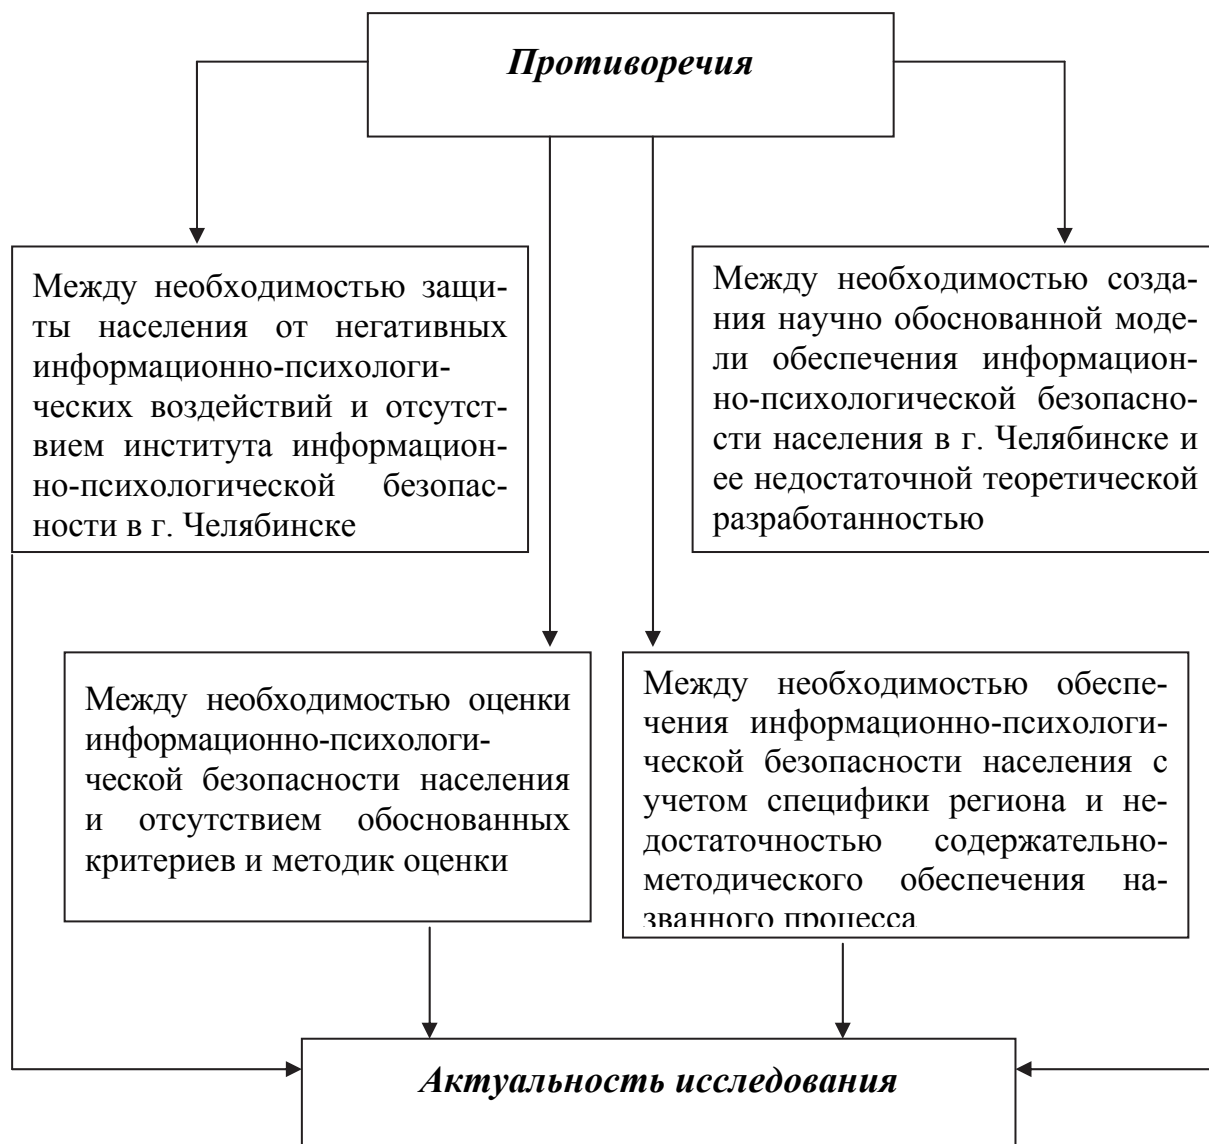 Противоречия
Между необходимостью защи-
ты населения от негативных
информационно-психологи-
ческих воздействий и отсутст-
вием института информацион-
но-психологической безопас-
ности в г. Челябинске
Между необходимостью созда-
ния научно обоснованной моде-
ли обеспечения информацион-
но-психологической безопасно-
сти населения в г. Челябинске и
ее недостаточной теоретической
разработанностью
Между необходимостью оценки
информационно-психологи-
ческой безопасности населения
и отсутствием обоснованных
критериев и методик оценки
Между необходимостью обеспе-
чения информационно-психологи-
ческой безопасности населения с
учетом специфики региона и не-
достаточностью содержательно-
методического обеспечения на-
званного процесса
Актуальность исследования